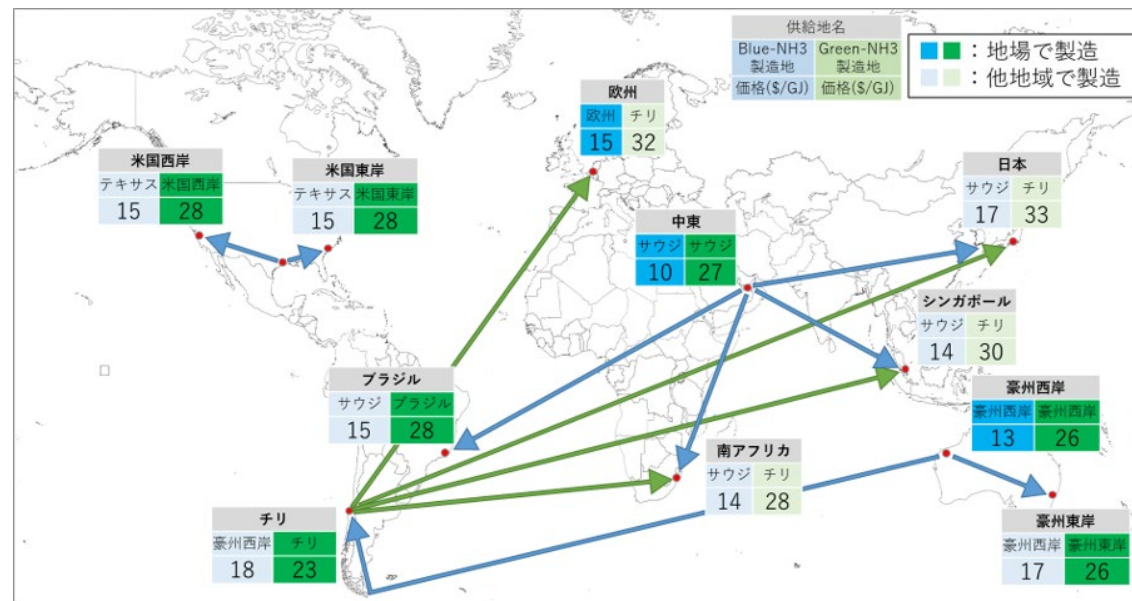 供給地名
Blue-NH3 Green-NH3
製造地 製造地
価格($/GJ) 価格($/GJ)
：地場で製造
：他地域で製造
欧州
欧州 チリ
15 32
米国西岸
テキサス 米国西岸
15 28
米国東岸
テキサス 米国東岸
15 28
日本
サウジ チリ
17 33
中東
サウジ サウジ
10 27
シンガポール
サウジ チリ
14 30
ブラジル
サウジ ブラジル
15 28
豪州西岸
豪州西岸 豪州西岸
13 26
南アフリカ
サウジ チリ
14 28
チリ
豪州西岸 チリ
18 23
豪州東岸
豪州西岸 豪州東岸
17 26